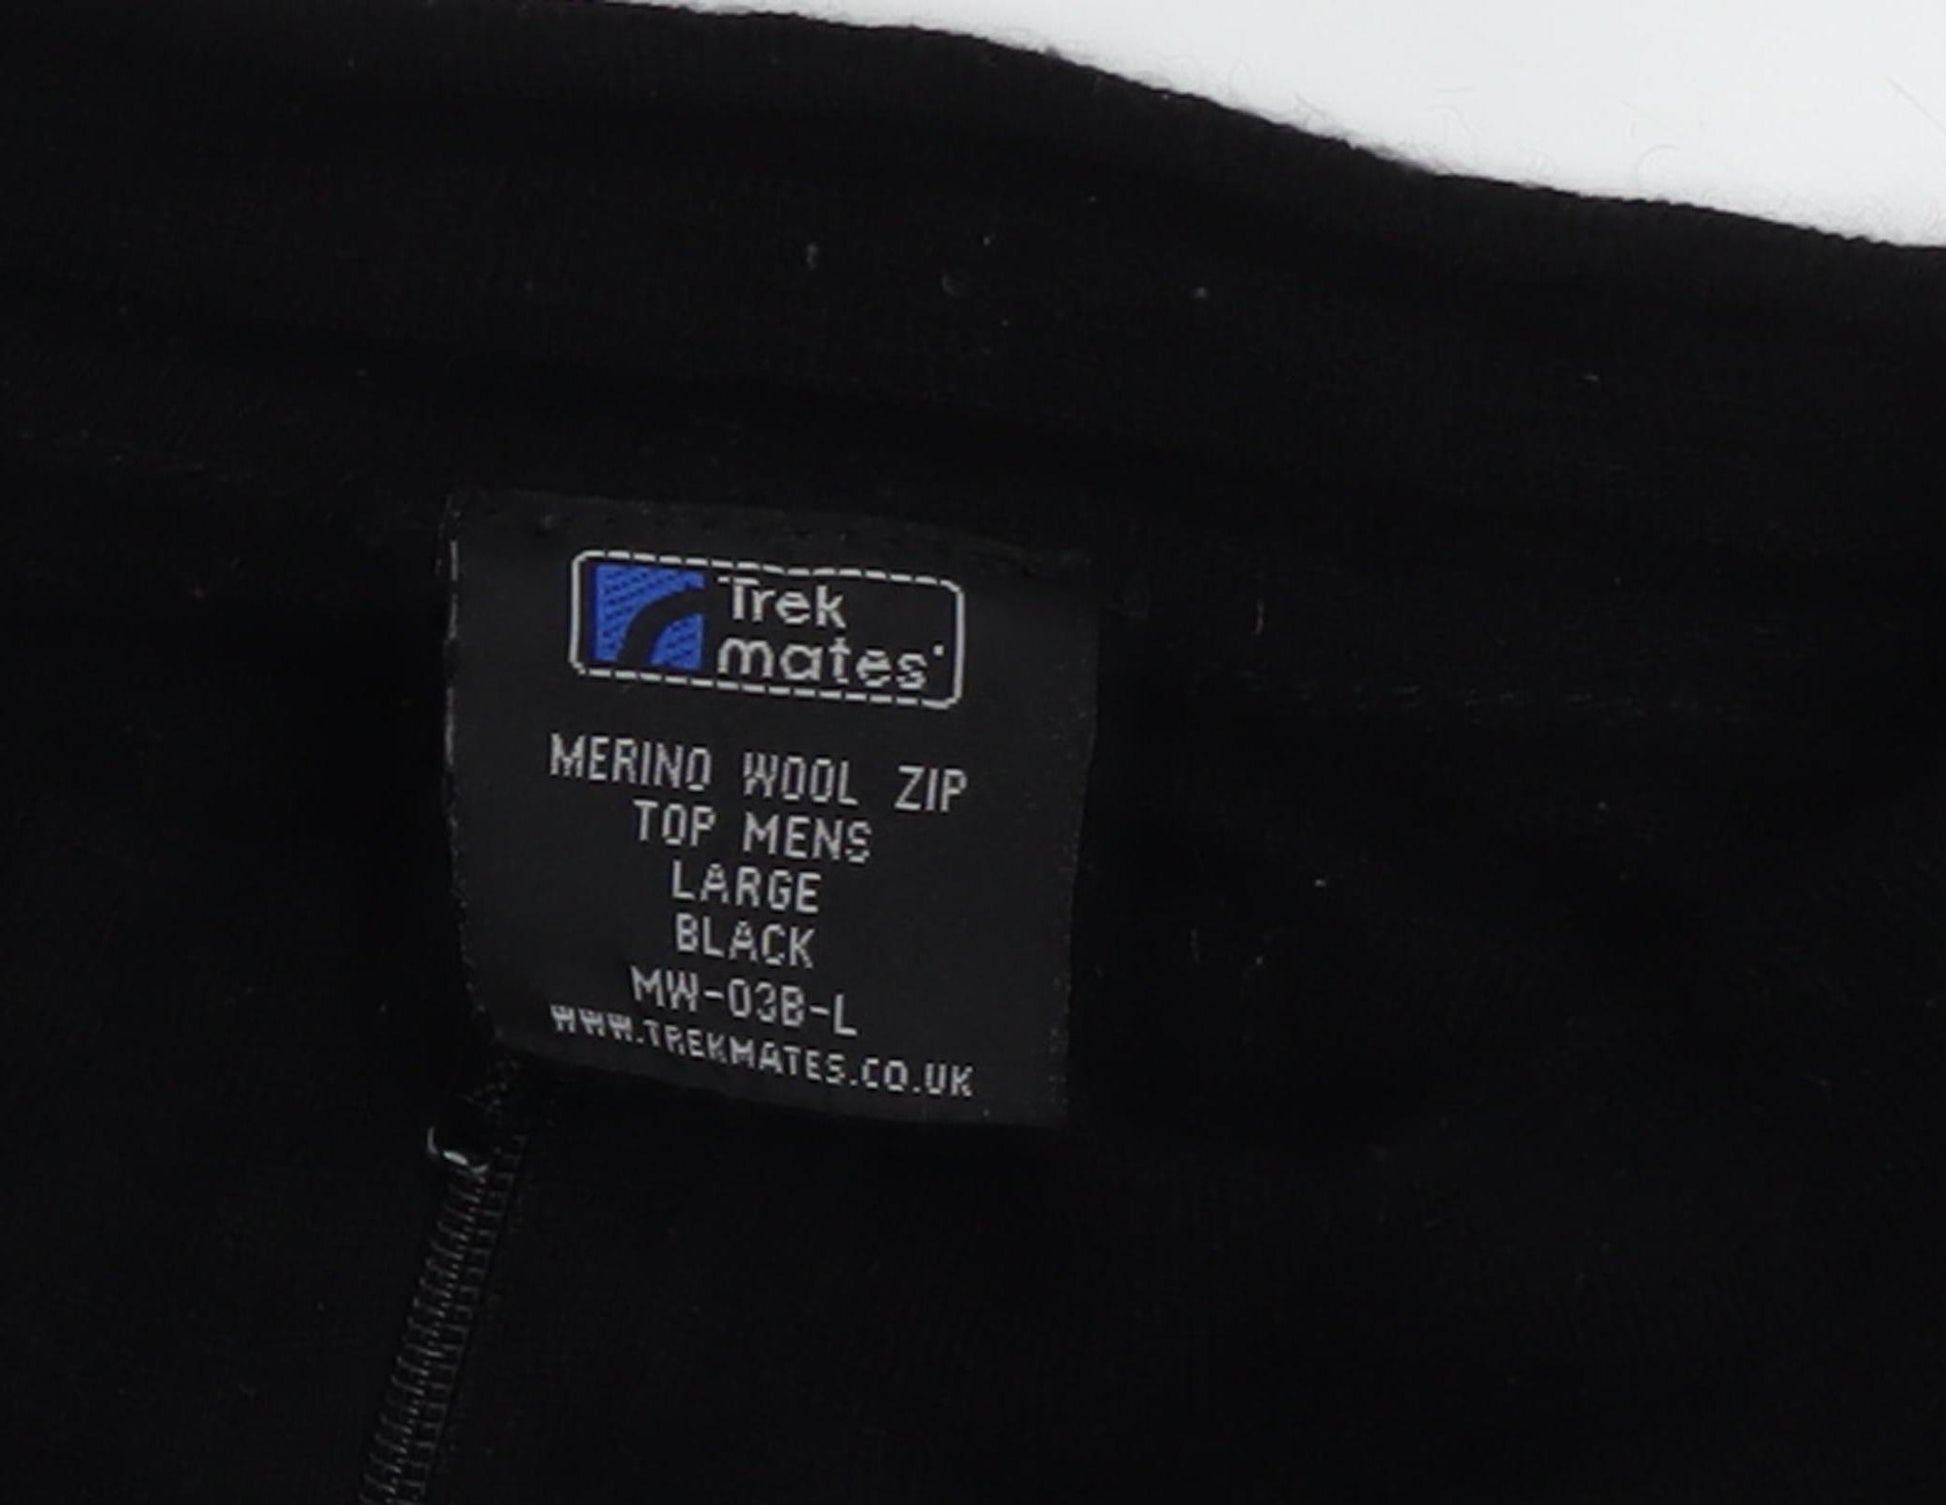 Trek
mates
MERINO WOOL ZIP
TOP MENS
LARGE
BLACK
MW-03B-L
WWW.TREKMATES.CO.UK